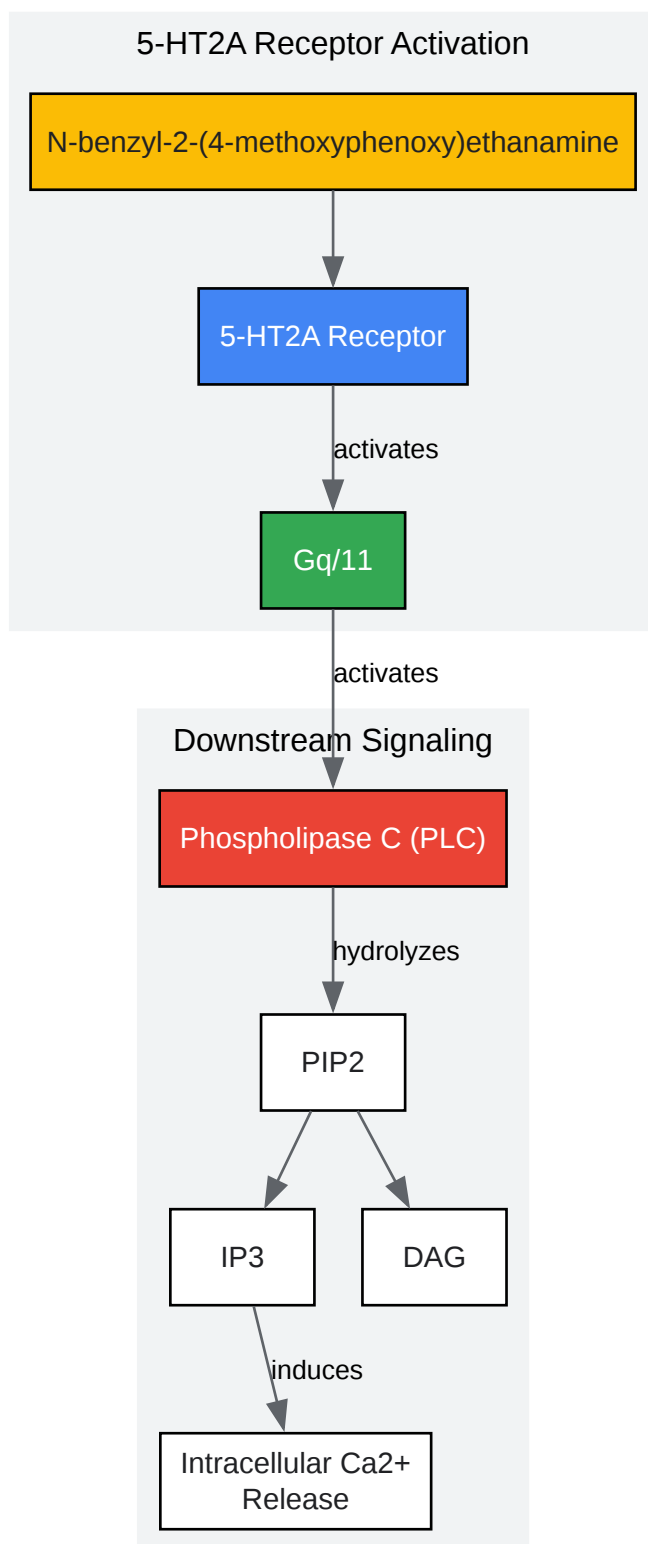 5-HT2A Receptor Activation
N-benzyl-2-(4-methoxyphenoxy)ethanamine
5-HT2A Receptor
activates
Gq/11
activates
Downstream Signaling
Phospholipase C (PLC)
hydrolyzes
PIP2
IP3
DAG
induces
Intracellular Ca2+
Release